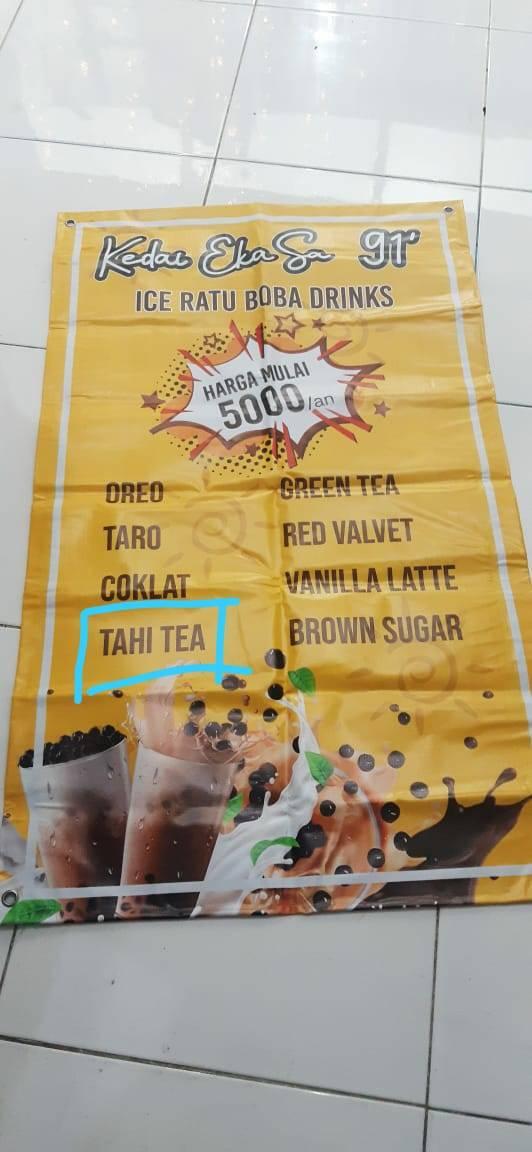 Kedai Eka Sa 91'
ICE RATU BOBA DRINKS
HARGA MULAI
5000/an
OREO
TARO
COKLAT
TAHI TEA
GREEN TEA
RED VALVET
VANILLA LATTE
BROWN SUGAR